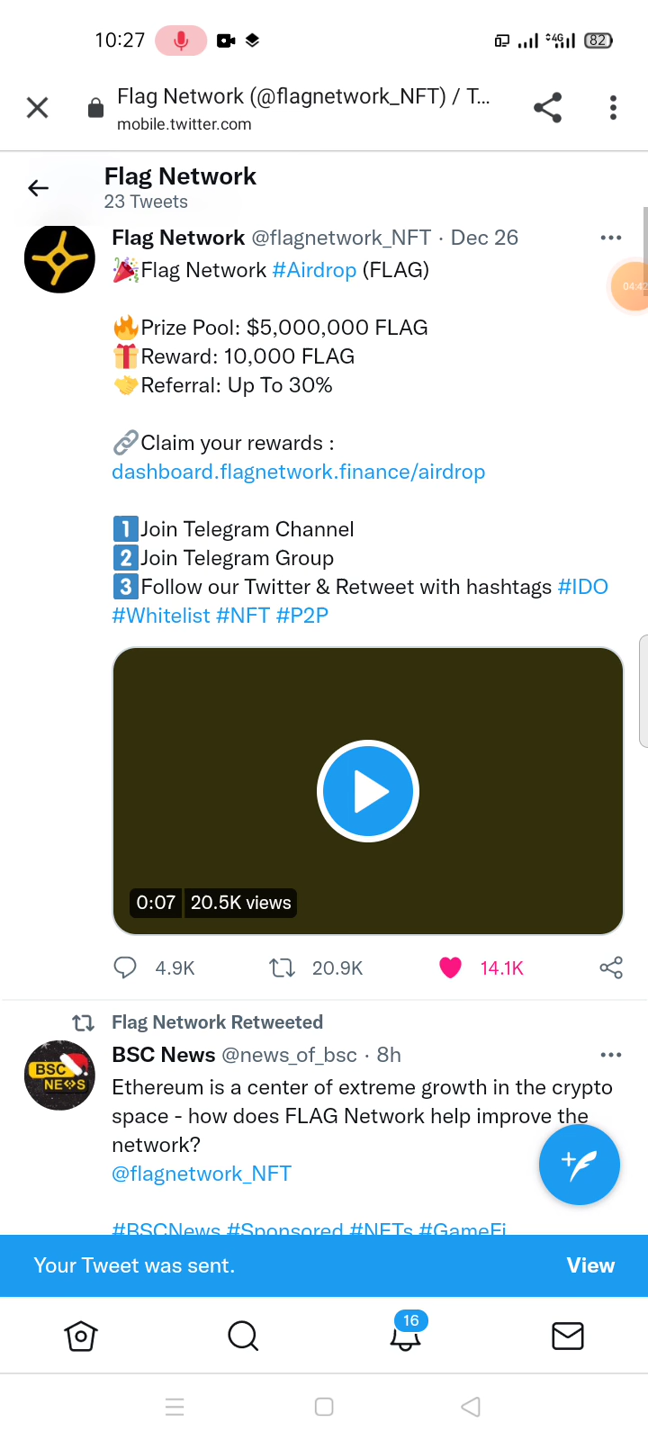 10:27
4G
82
Flag Network (@flagnetwork_NFT) / T...
mobile.twitter.com
Flag Network
23 Tweets
Flag Network @flagnetwork_NFT · Dec 26
🎉Flag Network #Airdrop (FLAG)
04:42
🔥Prize Pool: $5,000,000 FLAG
🎁Reward: 10,000 FLAG
🤝Referral: Up To 30%
🔗Claim your rewards :
dashboard.flagnetwork.finance/airdrop
1️⃣Join Telegram Channel
2️⃣Join Telegram Group
3️⃣Follow our Twitter & Retweet with hashtags #IDO
#Whitelist #NFT #P2P
0:07 20.5K views
4.9K 20.9K 14.1K
Flag Network Retweeted
BSC News @news_of_bsc · 8h
BSC
NEWS
Ethereum is a center of extreme growth in the crypto
space - how does FLAG Network help improve the
network?
@flagnetwork_NFT
#BSCNews #Sponsored #NFTs #GameFi
Your Tweet was sent. View
16